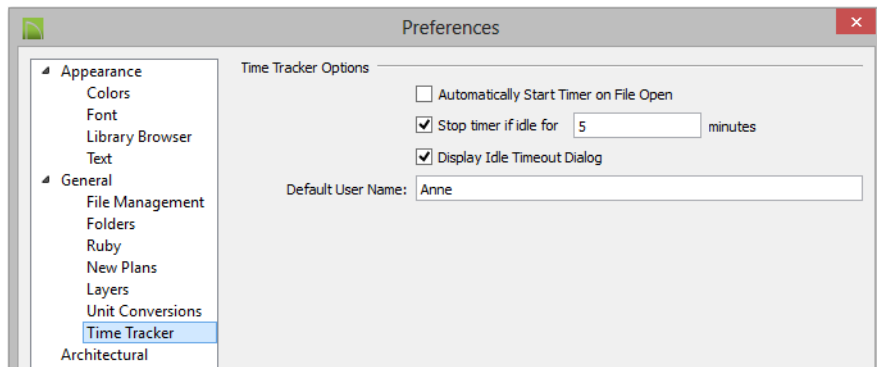 Preferences
Appearance
Colors
Font
Library Browser
Text
General
File Management
Folders
Ruby
New Plans
Layers
Unit Conversions
Time Tracker
Architectural
Time Tracker Options
Automatically Start Timer on File Open
Stop timer if idle for 5 minutes
Display Idle Timeout Dialog
Default User Name: Anne